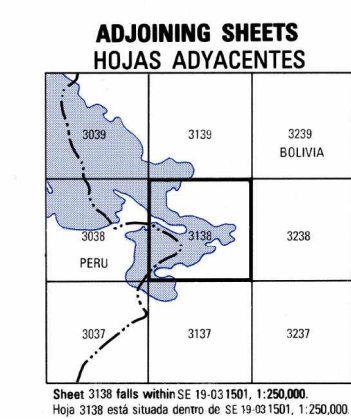 ADJOINING SHEETS
HOJAS ADYACENTES
3039 3139 3239
BOLIVIA
3038 3138 3238
PERU
3037 3137 3237
Sheet 3138 falls within SE 19-03 1501, 1:250,000.
Hoja 3138 está situada dentro de SE 19-03 1501, 1:250,000